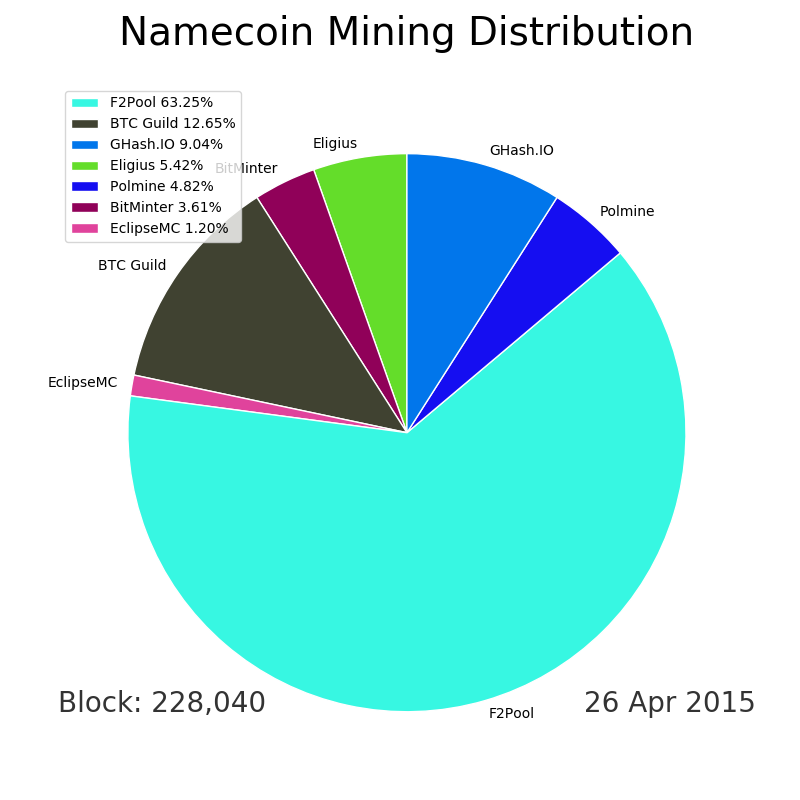 Namecoin Mining Distribution
F2Pool 63.25%
BTC Guild 12.65%
GHash.IO 9.04%
Eligius 5.42%
Polmine 4.82%
BitMinter 3.61%
EclipseMC 1.20%
Eligius
GHash.IO
BitMinter
Polmine
BTC Guild
EclipseMC
F2Pool
Block: 228,040
26 Apr 2015